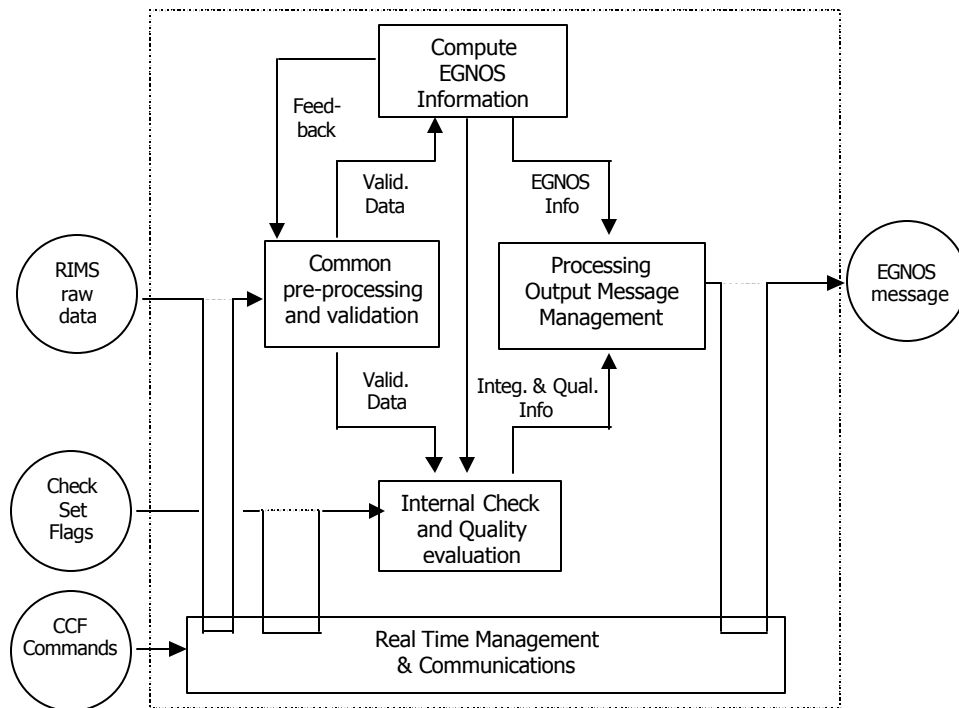 Compute
EGNOS
Information
Feed-
back
Valid.
Data
EGNOS
Info
RIMS
raw
data
Common
pre-processing
and validation
Processing
Output Message
Management
EGNOS
message
Valid.
Data
Integ. & Qual.
Info
Check
Set
Flags
Internal Check
and Quality
evaluation
CCF
Commands
Real Time Management
& Communications